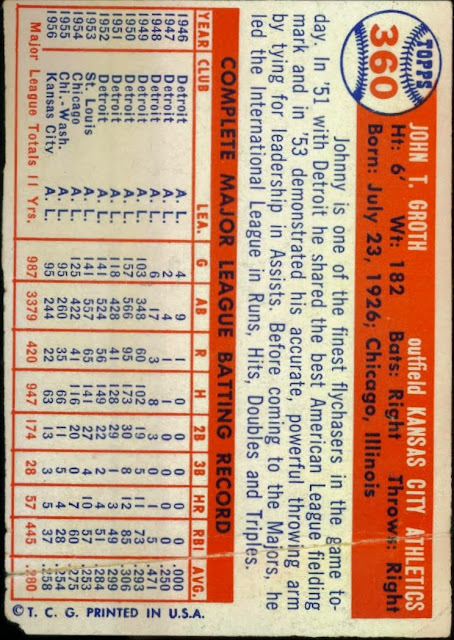 TOPPS
360
JOHN T. GROTH outfield KANSAS CITY ATHLETICS
Ht: 6' Wt: 182 Bats: Right Throws: Right
Born: July 23, 1926; Chicago, Illinois
Johnny is one of the finest flychasers in the game to-
day. In '51 with Detroit he shared the best American League fielding
mark and in '53 demonstrated his accurate, powerful throwing arm
by tying for leadership in Assists. Before coming to the Majors, he
led the International League in Runs, Hits, Doubles and Triples.
COMPLETE MAJOR LEAGUE BATTING RECORD
YEAR CLUB LEA. G AB R H 2B 3B HR RBI AVG.
1946 Detroit A. L. 4 9 1 0 0 0 0 0 .000
1947 Detroit A. L. 2 4 1 1 0 0 0 0 .250
1948 Detroit A. L. 6 17 3 8 3 0 1 5 .471
1949 Detroit A. L. 103 348 60 102 19 5 11 73 .293
1950 Detroit A. L. 157 566 95 173 30 8 12 85 .306
1951 Detroit A. L. 118 428 41 128 29 1 3 49 .299
1952 Detroit A. L. 141 524 56 149 22 2 4 51 .284
1953 St. Louis A. L. 141 557 65 141 27 4 10 57 .253
1954 Chicago A. L. 125 422 41 116 20 0 7 60 .275
1955 Chi.-Wash. A. L. 95 260 35 66 11 5 4 28 .254
1956 Kansas City A. L. 95 244 22 63 13 3 5 37 .258
Major League Totals 11 Yrs. 987 3379 420 947 174 28 57 445 .280
© T. C. G. PRINTED IN U.S.A.